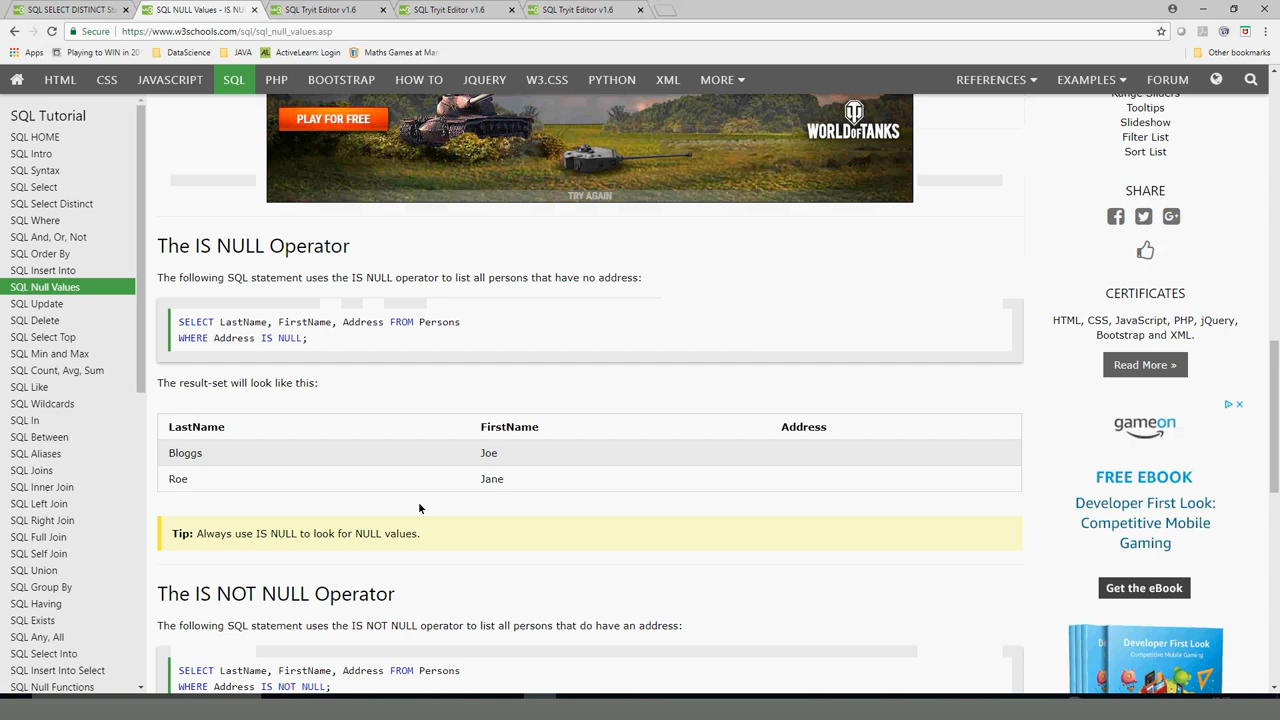 SQL SELECT DISTINCT Sta
SQL NULL Values - IS NU
SQL Tryit Editor v1.6
SQL Tryit Editor v1.6
SQL Tryit Editor v1.6
Secure
https://www.w3schools.com/sql/sql_null_values.asp
Apps
Playing to WIN in 20
DataScience
JAVA
ActiveLearn: Login
Maths Games at Mar
Other bookmarks
HTML
CSS
JAVASCRIPT
SQL
PHP
BOOTSTRAP
HOW TO
JQUERY
W3.CSS
PYTHON
XML
MORE
REFERENCES
EXAMPLES
FORUM
SQL Tutorial
SQL HOME
SQL Intro
SQL Syntax
SQL Select
SQL Select Distinct
SQL Where
SQL And, Or, Not
SQL Order By
SQL Insert Into
SQL Null Values
SQL Update
SQL Delete
SQL Select Top
SQL Min and Max
SQL Count, Avg, Sum
SQL Like
SQL Wildcards
SQL In
SQL Between
SQL Aliases
SQL Joins
SQL Inner Join
SQL Left Join
SQL Right Join
SQL Full Join
SQL Self Join
SQL Union
SQL Group By
SQL Having
SQL Exists
SQL Any, All
SQL Select Into
SQL Insert Into Select
SQL Null Functions
PLAY FOR FREE
WORLD OF TANKS
TRY AGAIN
The IS NULL Operator
The following SQL statement uses the IS NULL operator to list all persons that have no address:
SELECT LastName, FirstName, Address FROM Persons
WHERE Address IS NULL;
The result-set will look like this:
LastName FirstName Address
Bloggs Joe
Roe Jane
Tip: Always use IS NULL to look for NULL values.
The IS NOT NULL Operator
The following SQL statement uses the IS NOT NULL operator to list all persons that do have an address:
SELECT LastName, FirstName, Address FROM Persons
WHERE Address IS NOT NULL;
Range Sliders
Tooltips
Slideshow
Filter List
Sort List
SHARE
CERTIFICATES
HTML, CSS, JavaScript, PHP, jQuery,
Bootstrap and XML.
Read More »
gameon
FREE EBOOK
Developer First Look:
Competitive Mobile
Gaming
Get the eBook
Developer First Look
Competitive Mobile Gaming